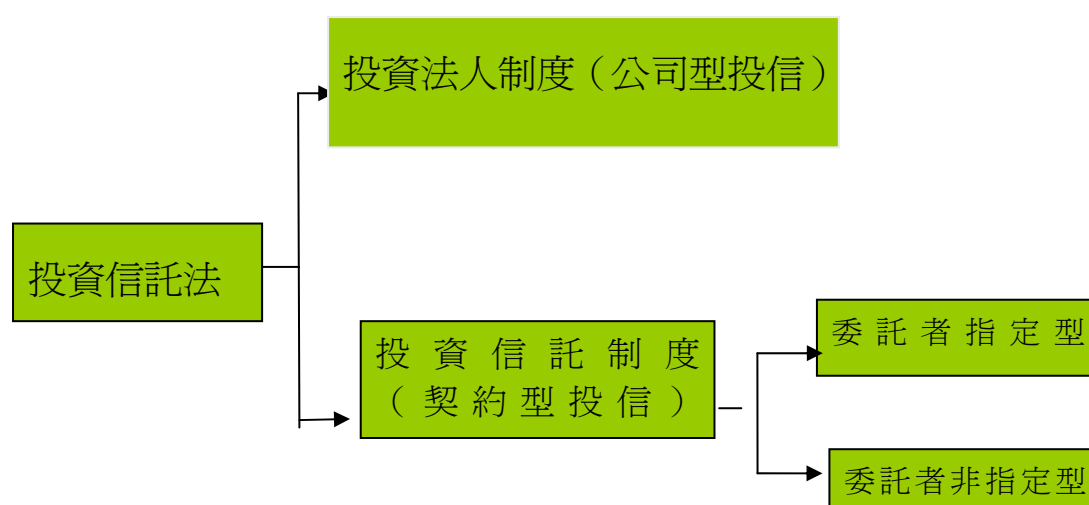 投資法人制度（公司型投信）
投資信託法
投資信託制度
（契約型投信）
委託者指定型
委託者非指定型